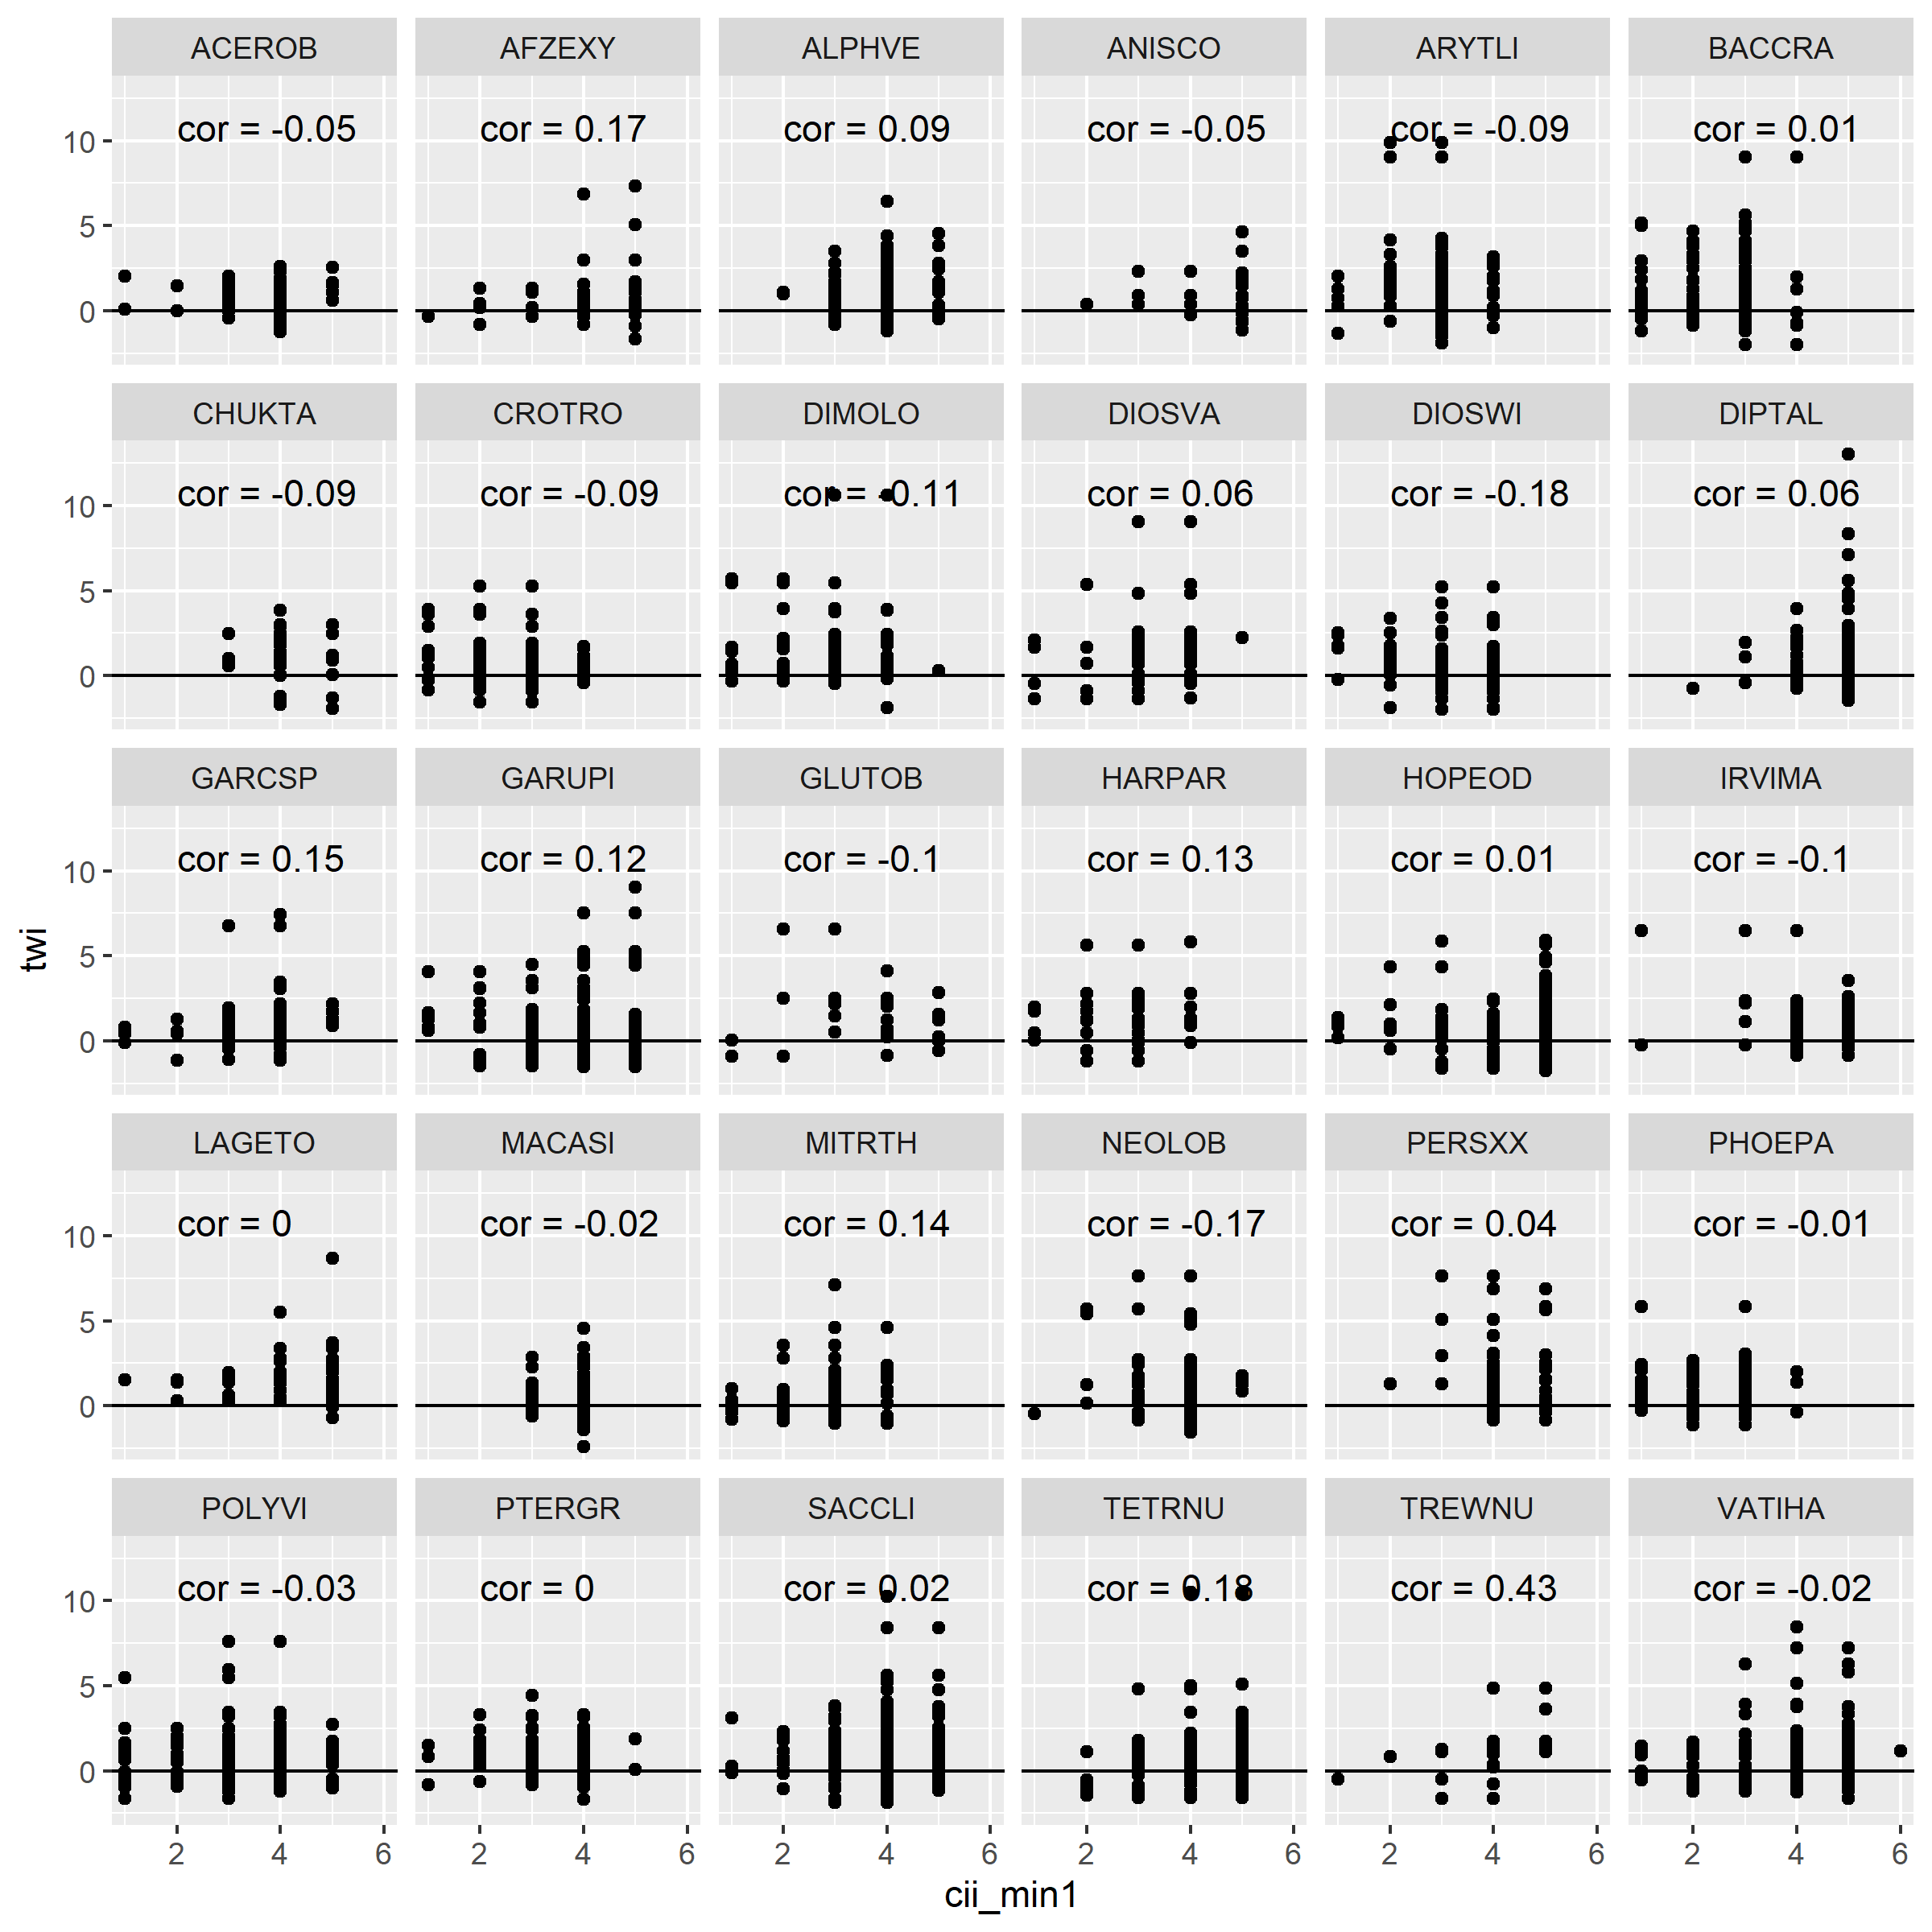 ACEROB AFZEXY ALPHVE ANISCO ARYTLI BACCRA
cor = -0.05 cor = 0.17 cor = 0.09 cor = -0.05 cor = -0.09 cor = 0.01
10
5
0
CHUKTA CROTRO DIMOLO DIOSVA DIOSWI DIPTAL
cor = -0.09 cor = -0.09 cor = -0.11 cor = 0.06 cor = -0.18 cor = 0.06
10
5
0
GARCSP GARUPI GLUTOB HARPAR HOPEOD IRVIMA
cor = 0.15 cor = 0.12 cor = -0.1 cor = 0.13 cor = 0.01 cor = -0.1
10
5
0
twi
LAGETO MACASI MITRTH NEOLOB PERSXX PHOEPA
cor = 0 cor = -0.02 cor = 0.14 cor = -0.17 cor = 0.04 cor = -0.01
10
5
0
POLYVI PTERGR SACCLI TETRNU TREWNU VATIHA
cor = -0.03 cor = 0 cor = 0.02 cor = 0.18 cor = 0.43 cor = -0.02
10
5
0
2 4 6 2 4 6 2 4 6 2 4 6 2 4 6 2 4 6
cii_min1